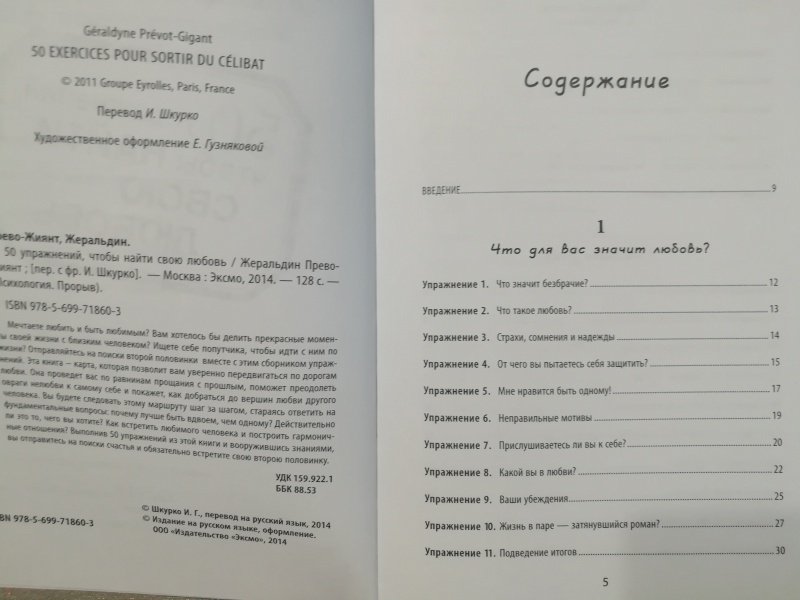 Géraldyne Prévot-Gigant
50 EXERCICES POUR SORTIR DU CÉLIBAT
© 2011 Groupe Eyrolles, Paris, France
Перевод И. Шкурко
Художественное оформление Е. Гузняковой
ево-Жиянт, Жеральдин.
50 упражнений, чтобы найти свою любовь / Жеральдин Прево-
иянт ; [пер. с фр. И. Шкурко]. — Москва : Эксмо, 2014. — 128 с. —
Психология. Прорыв).
ISBN 978-5-699-71860-3
Мечтаете любить и быть любимым? Вам хотелось бы делить прекрасные момен-
ы своей жизни с близким человеком? Ищете себе попутчика, чтобы идти с ним по
жизни? Отправляйтесь на поиски второй половинки вместе с этим сборником упраж-
нений. Эта книга – карта, которая позволит вам уверенно передвигаться по дорогам
любви. Она проведет вас по равнинам прощания с прошлым, поможет преодолеть
овраги нелюбви к самому себе и покажет, как добраться до вершин любви другого
человека. Вы будете следовать этому маршруту шаг за шагом, стараясь ответить на
фундаментальные вопросы: почему лучше быть вдвоем, чем одному? Действительно
ли это то, чего вы хотите? Как встретить любимого человека и построить гармонич-
ные отношения? Выполнив 50 упражнений из этой книги и вооружившись знаниями,
вы отправитесь на поиски счастья и обязательно встретите свою вторую половинку.
УДК 159.922.1
ББК 88.53
© Шкурко И. Г., перевод на русский язык, 2014
© Издание на русском языке, оформление.
ООО «Издательство «Эксмо», 2014
BN 978-5-699-71860-3
Содержание
ВВЕДЕНИЕ 9
1
Что для вас значит любовь?
Упражнение 1. Что значит безбрачие? 12
Упражнение 2. Что такое любовь? 13
Упражнение 3. Страхи, сомнения и надежды 14
Упражнение 4. От чего вы пытаетесь себя защитить? 15
Упражнение 5. Мне нравится быть одному! 17
Упражнение 6. Неправильные мотивы 19
Упражнение 7. Прислушиваетесь ли вы к себе? 20
Упражнение 8. Какой вы в любви? 22
Упражнение 9. Ваши убеждения 25
Упражнение 10. Жизнь в паре — затянувшийся роман? 27
Упражнение 11. Подведение итогов 30
5